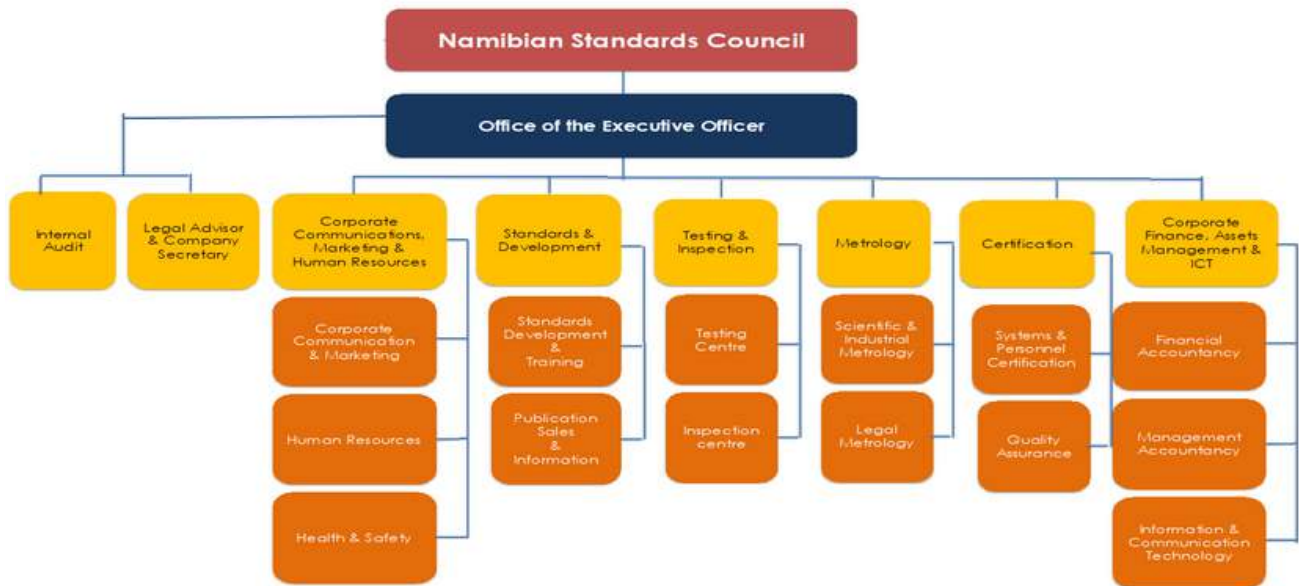 Namibian Standards Council
Office of the Executive Officer
Internal
Audit
Legal Advisor
& Company
Secretary
Corporate
Communications,
Marketing &
Human Resources
Standards &
Development
Testing &
Inspection
Metrology
Certification
Corporate
Finance, Assets
Management &
ICT
Corporate
Communication
& Marketing
Standards
Development
&
Training
Testing
Centre
Scientific &
Industrial
Metrology
Systems &
Personnel
Certification
Financial
Accountancy
Human Resources
Publication
Sales
&
Information
Inspection
centre
Legal
Metrology
Quality
Assurance
Management
Accountancy
Health & Safety
Information &
Communication
Technology